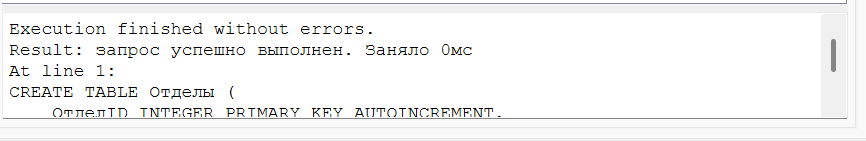 Execution finished without errors.
Result: запрос успешно выполнен. Заняло 0мс
At line 1:
CREATE TABLE Отделы (
ОтделID INTEGER PRIMARY KEY AUTOINCREMENT,